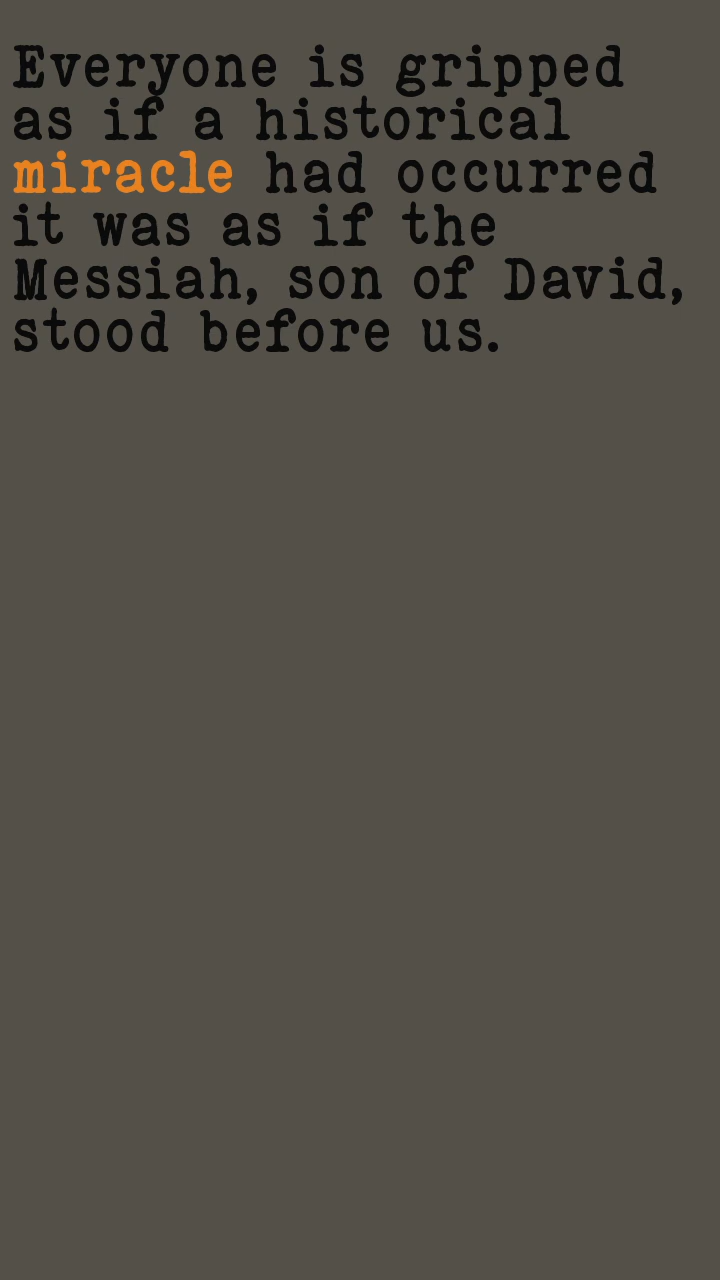 Everyone is gripped
as if a historical
miracle had occurred
it was as if the
Messiah, son of David,
stood before us.